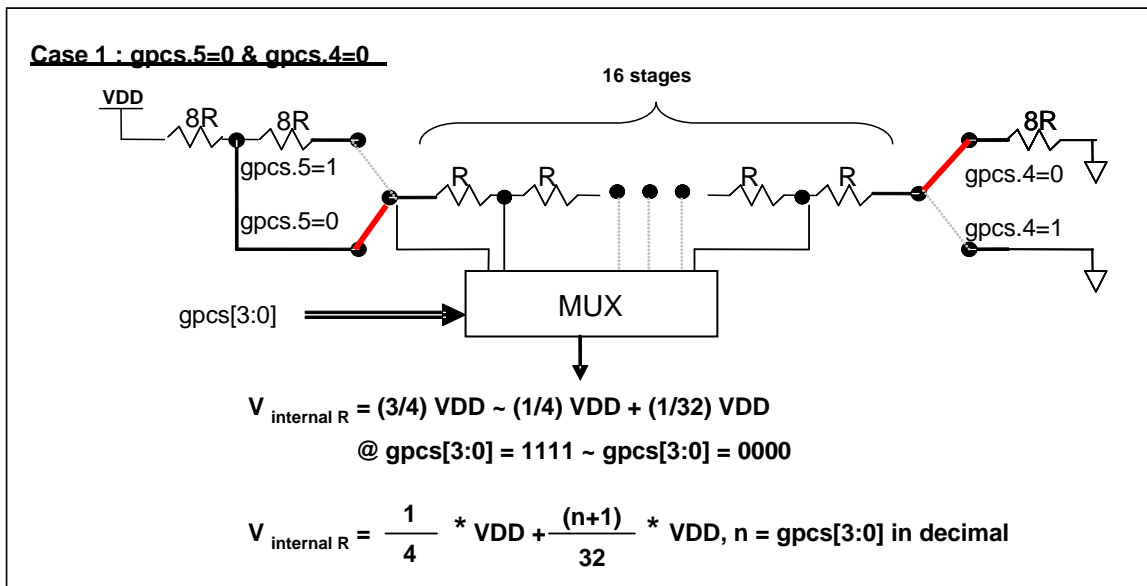 Case 1 : gpcs.5=0 & gpcs.4=0
16 stages
VDD
8R 8R 8R
gpcs.5=1 R R R R gpcs.4=0
gpcs.5=0 gpcs.4=1
gpcs[3:0] MUX
V internal R = (3/4) VDD ~ (1/4) VDD + (1/32) VDD
@ gpcs[3:0] = 1111 ~ gpcs[3:0] = 0000
V internal R = 1/4 * VDD + (n+1)/32 * VDD, n = gpcs[3:0] in decimal